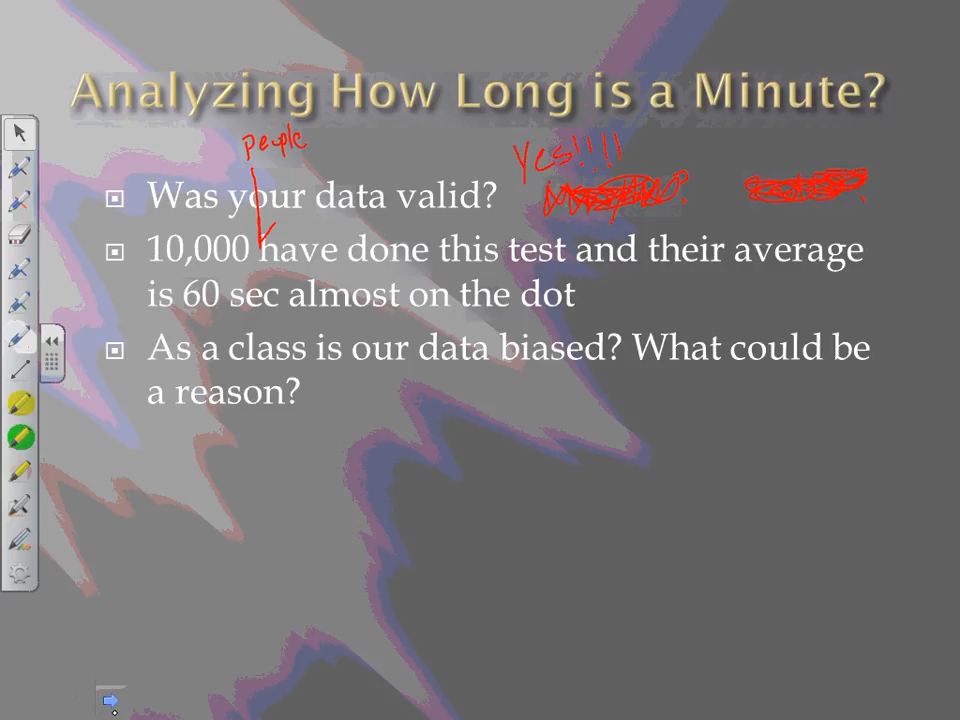 Analyzing How Long is a Minute?
people
Yes!!!!
Was your data valid?
10,000 have done this test and their average
is 60 sec almost on the dot
As a class is our data biased? What could be
a reason?